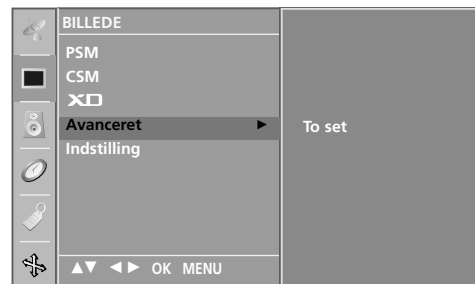 BILLEDE
PSM
CSM
XD
Avanceret ► To set
Indstilling
▲▼ ◄► OK MENU